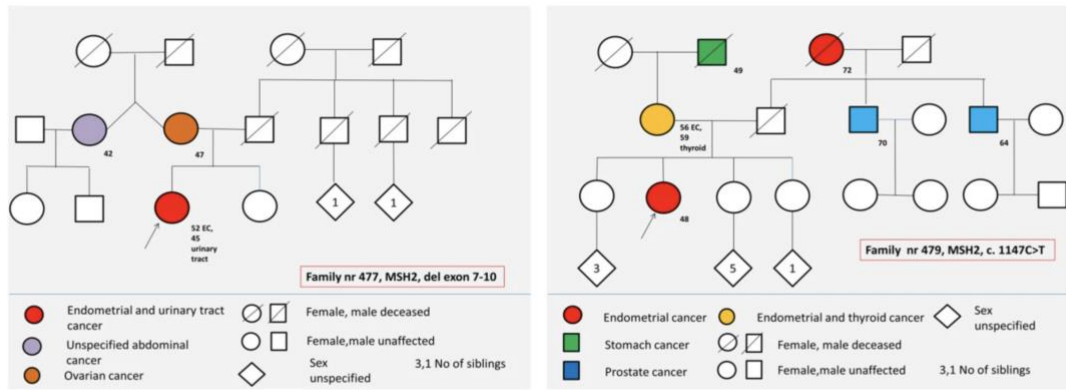 42
47
52 EC,
45
urinary
tract
1
1
Family nr 477, MSH2, del exon 7-10
Endometrial and urinary tract
cancer
Unspecified abdominal
cancer
Ovarian cancer
Female, male deceased
Female,male unaffected
Sex
unspecified
3,1 No of siblings
49
72
56 EC,
59
thyroid
70
64
48
3
5
1
Family nr 479, MSH2, c. 1147C>T
Endometrial cancer
Stomach cancer
Prostate cancer
Endometrial and thyroid cancer
Female, male deceased
Female,male unaffected
Sex
unspecified
3,1 No of siblings